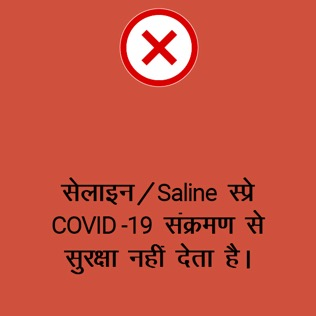 सेलाइन/Saline स्प्रे
COVID-19 संक्रमण से
सुरक्षा नहीं देता है।